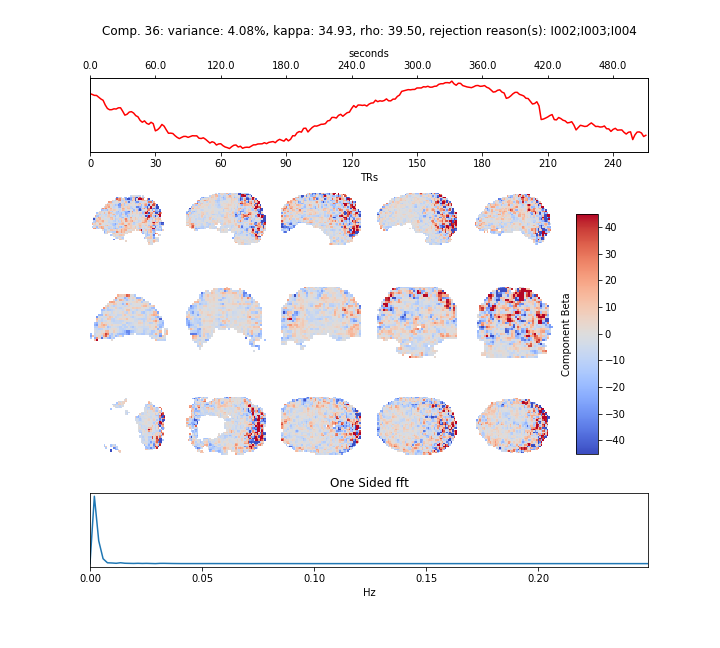 Comp. 36: variance: 4.08%, kappa: 34.93, rho: 39.50, rejection reason(s): I002;I003;I004
seconds
0.0 60.0 120.0 180.0 240.0 300.0 360.0 420.0 480.0
0 30 60 90 120 150 180 210 240
TRs
40
30
20
10
0
−10
−20
−30
−40
Component Beta
One Sided fft
0.00 0.05 0.10 0.15 0.20
Hz